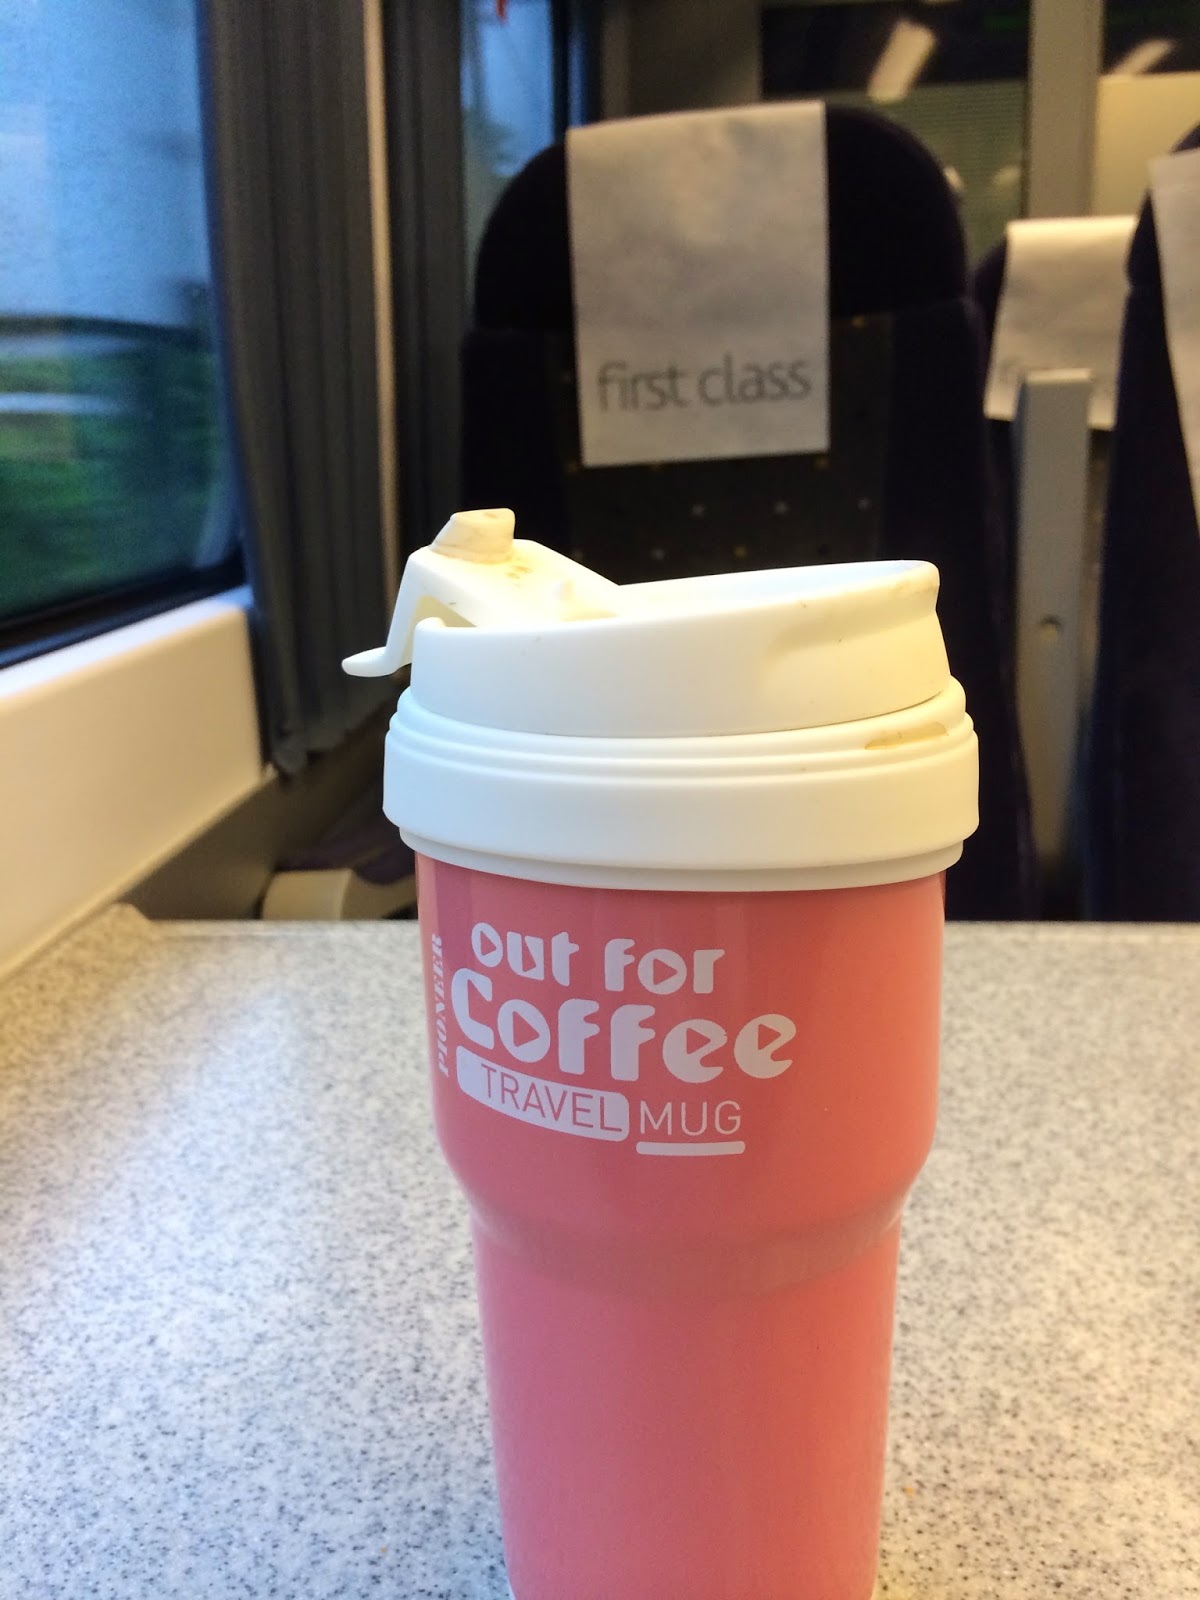 first class
PIONEER
out for
Coffee
TRAVEL MUG